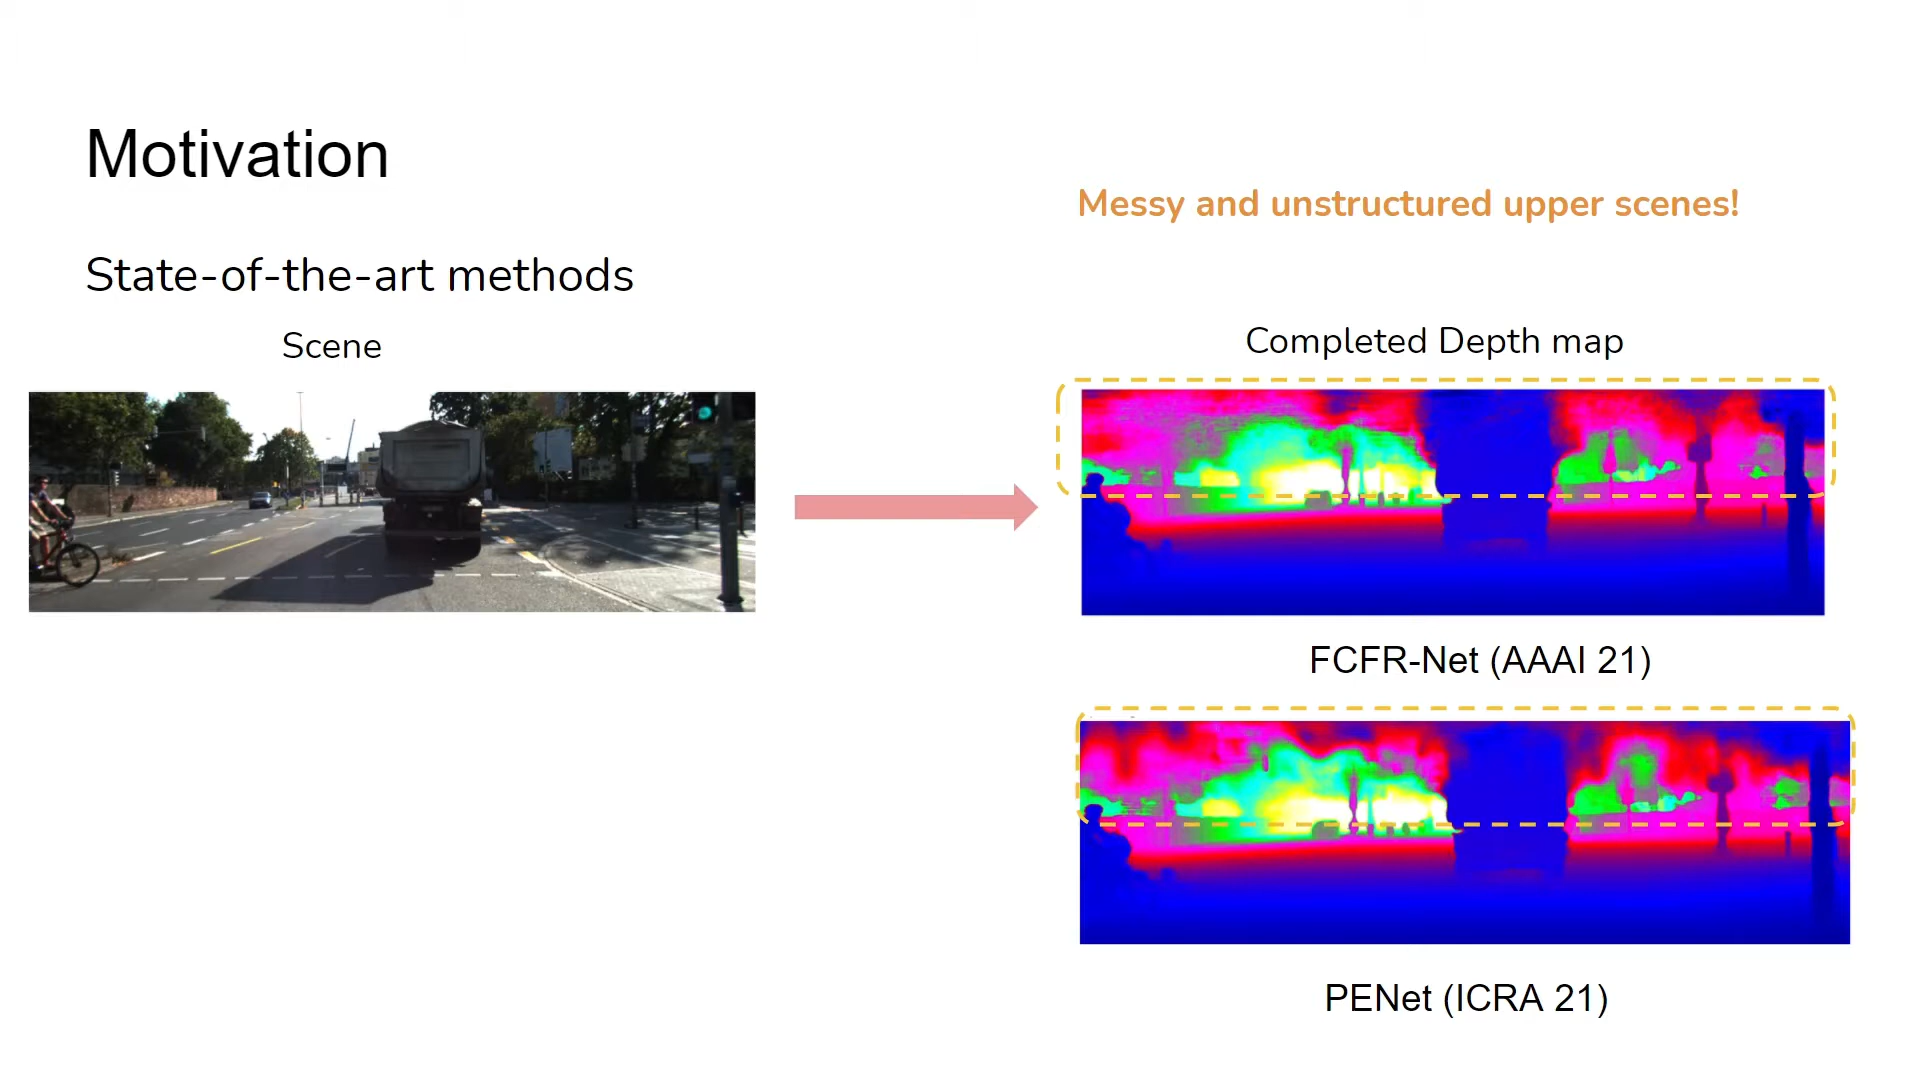 Motivation
Messy and unstructured upper scenes!
State-of-the-art methods
Scene
Completed Depth map
FCFR-Net (AAAI 21)
PENet (ICRA 21)